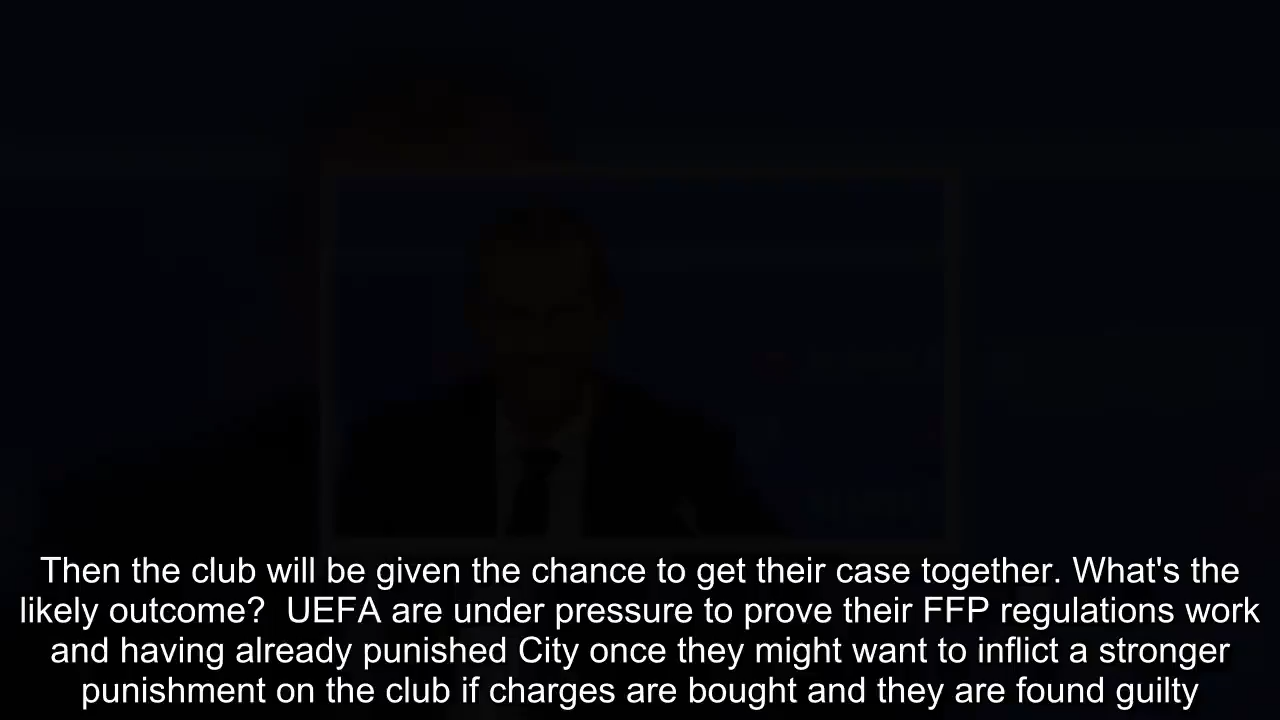 Then the club will be given the chance to get their case together. What's the
likely outcome?  UEFA are under pressure to prove their FFP regulations work
and having already punished City once they might want to inflict a stronger
punishment on the club if charges are bought and they are found guilty